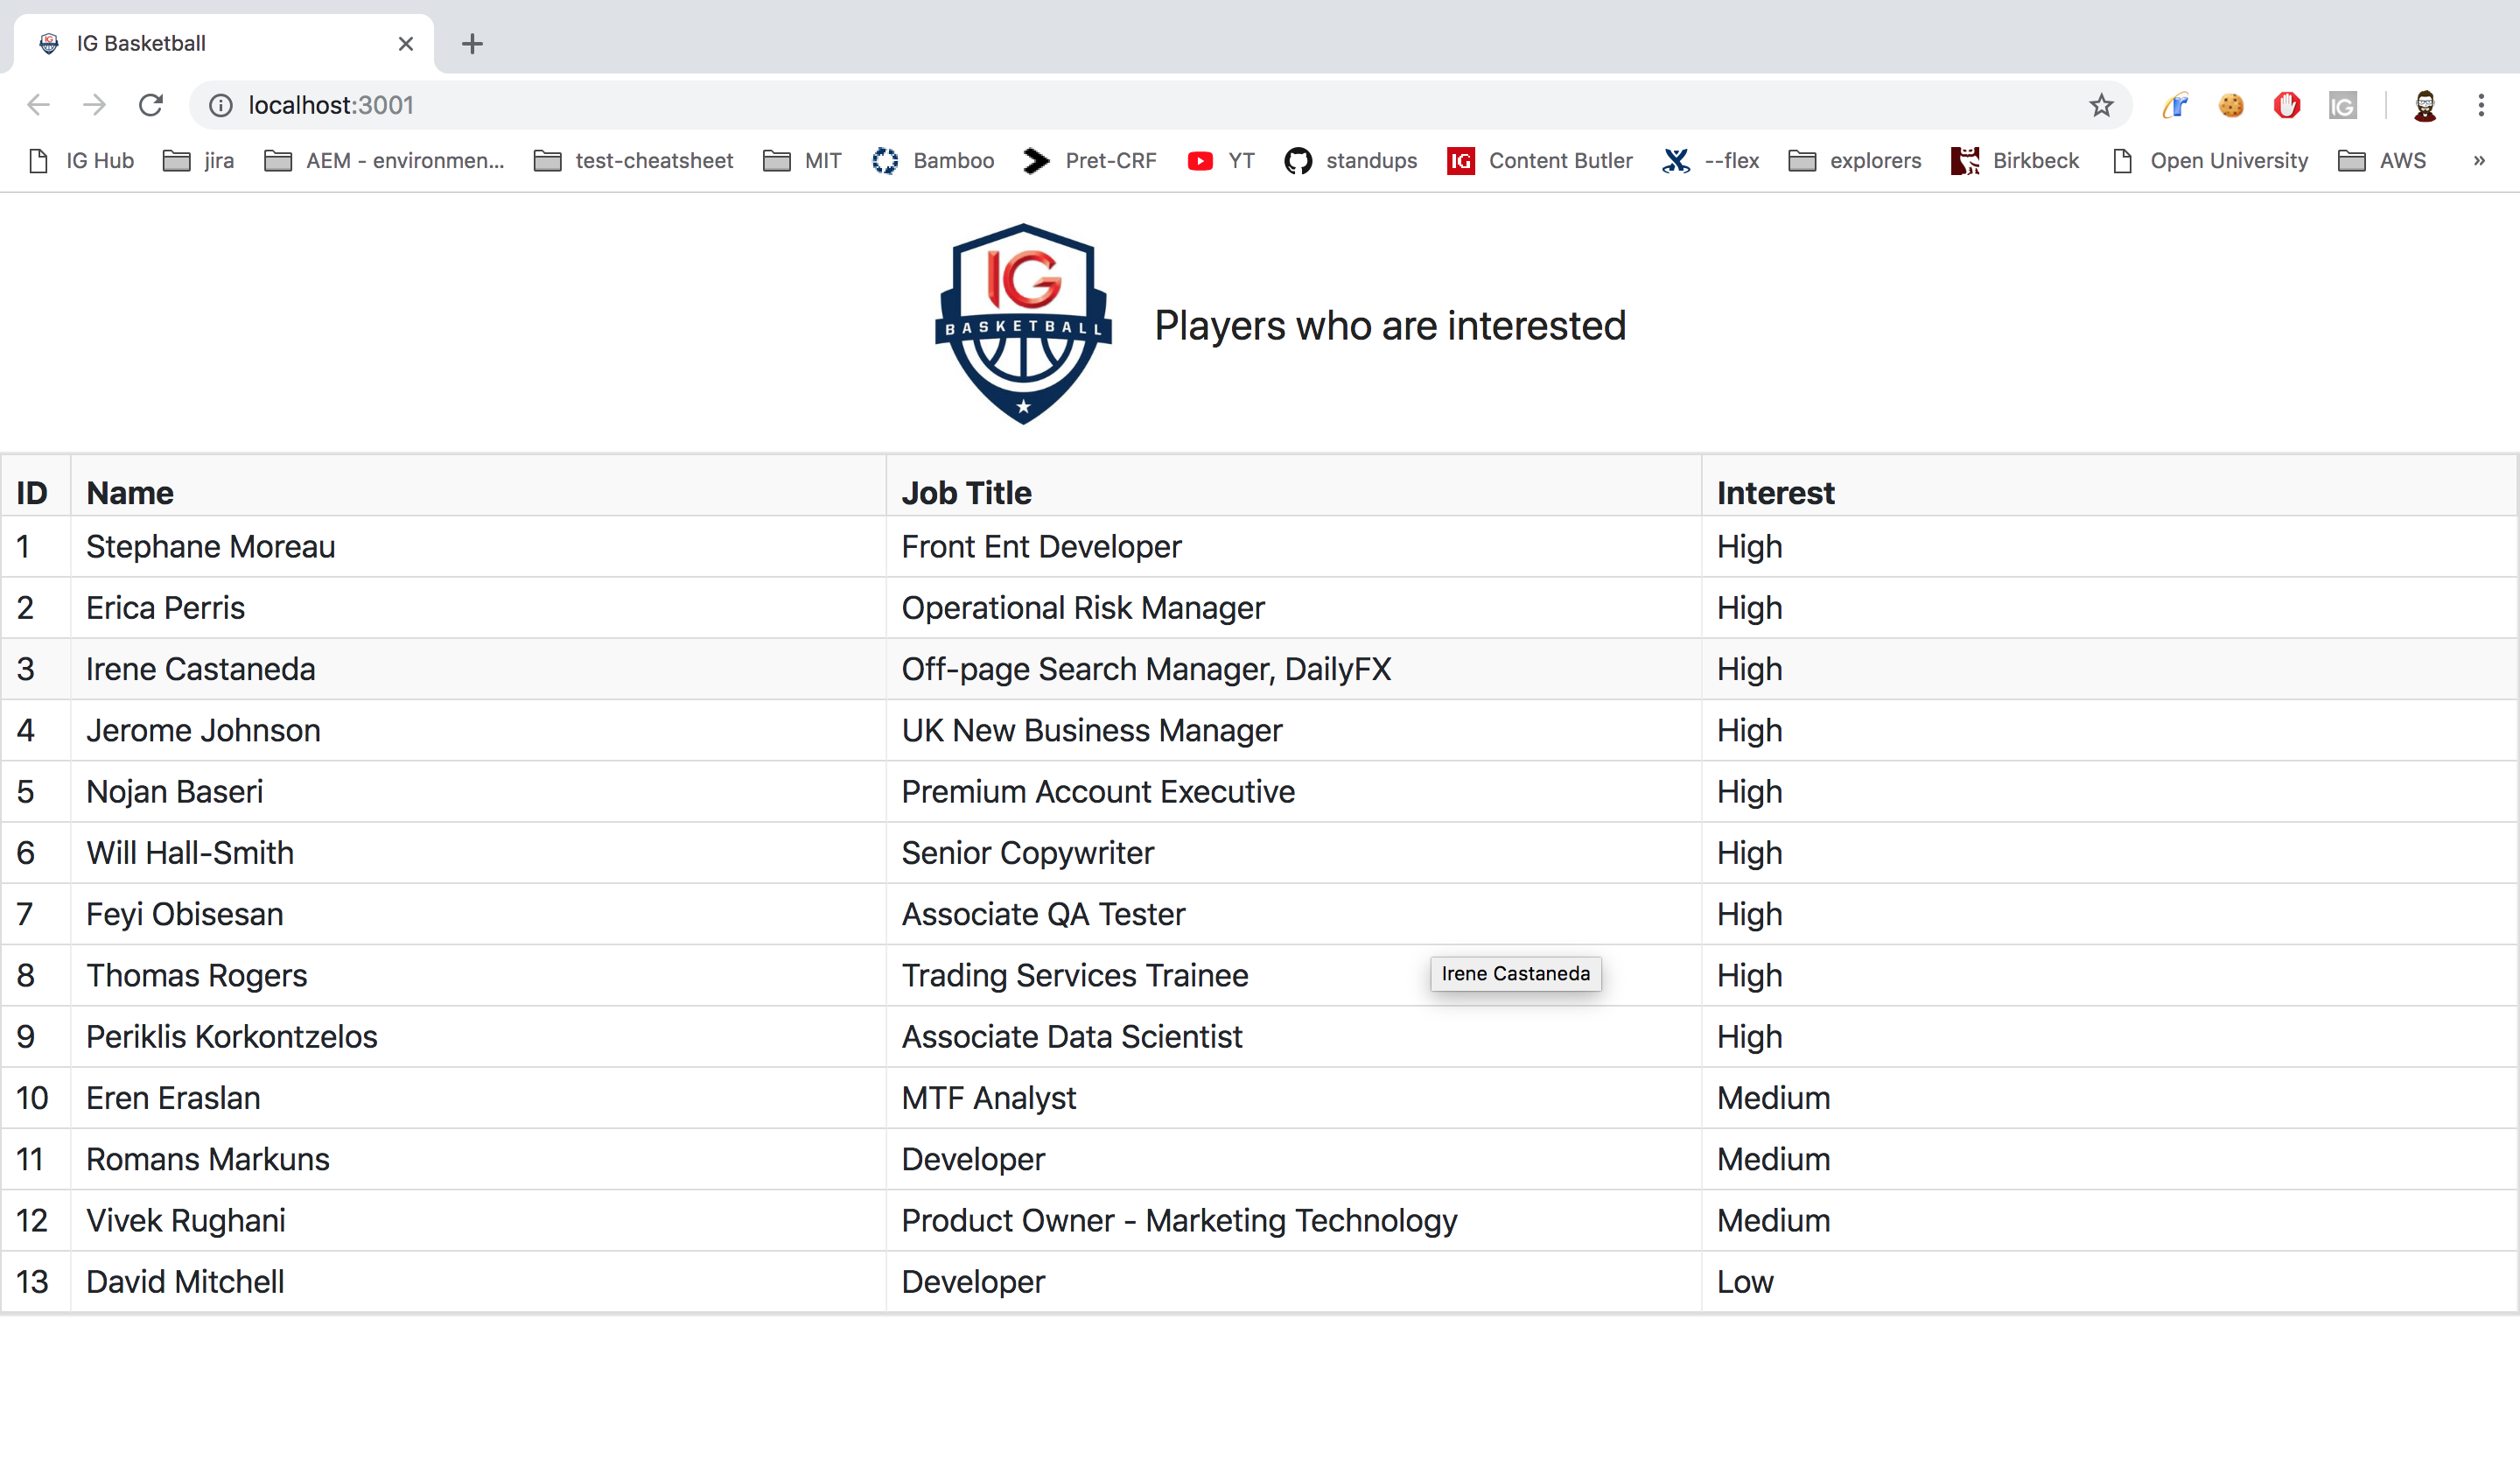 IG Basketball
localhost:3001
IG Hub jira AEM - environmen... test-cheatsheet MIT Bamboo Pret-CRF YT standups IG Content Butler --flex explorers Birkbeck Open University AWS »
IG
BASKETBALL
Players who are interested
ID Name Job Title Interest
1 Stephane Moreau Front Ent Developer High
2 Erica Perris Operational Risk Manager High
3 Irene Castaneda Off-page Search Manager, DailyFX High
4 Jerome Johnson UK New Business Manager High
5 Nojan Baseri Premium Account Executive High
6 Will Hall-Smith Senior Copywriter High
7 Feyi Obisesan Associate QA Tester High
8 Thomas Rogers Trading Services Trainee Irene Castaneda High
9 Periklis Korkontzelos Associate Data Scientist High
10 Eren Eraslan MTF Analyst Medium
11 Romans Markuns Developer Medium
12 Vivek Rughani Product Owner - Marketing Technology Medium
13 David Mitchell Developer Low